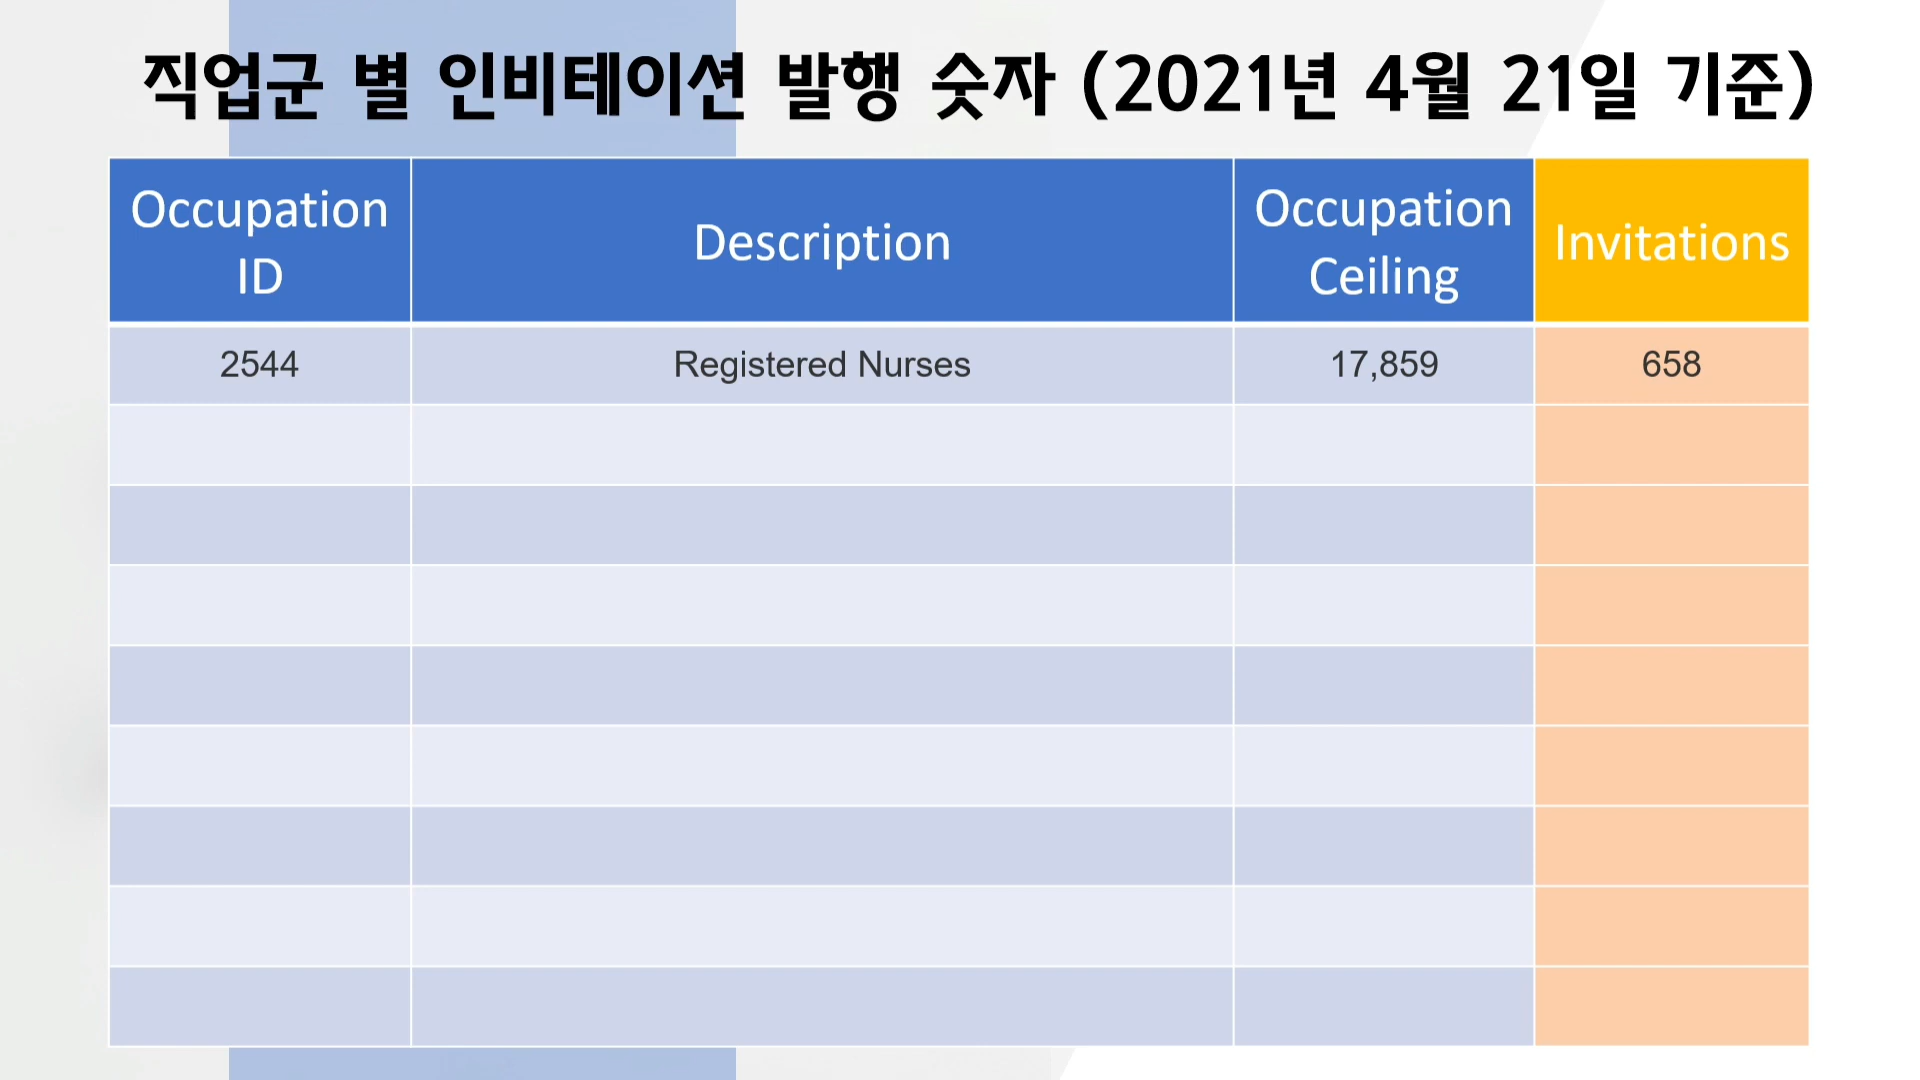 직업군 별 인비테이션 발행 숫자 (2021년 4월 21일 기준)
Occupation ID
Description
Occupation Ceiling
Invitations
2544
Registered Nurses
17,859
658